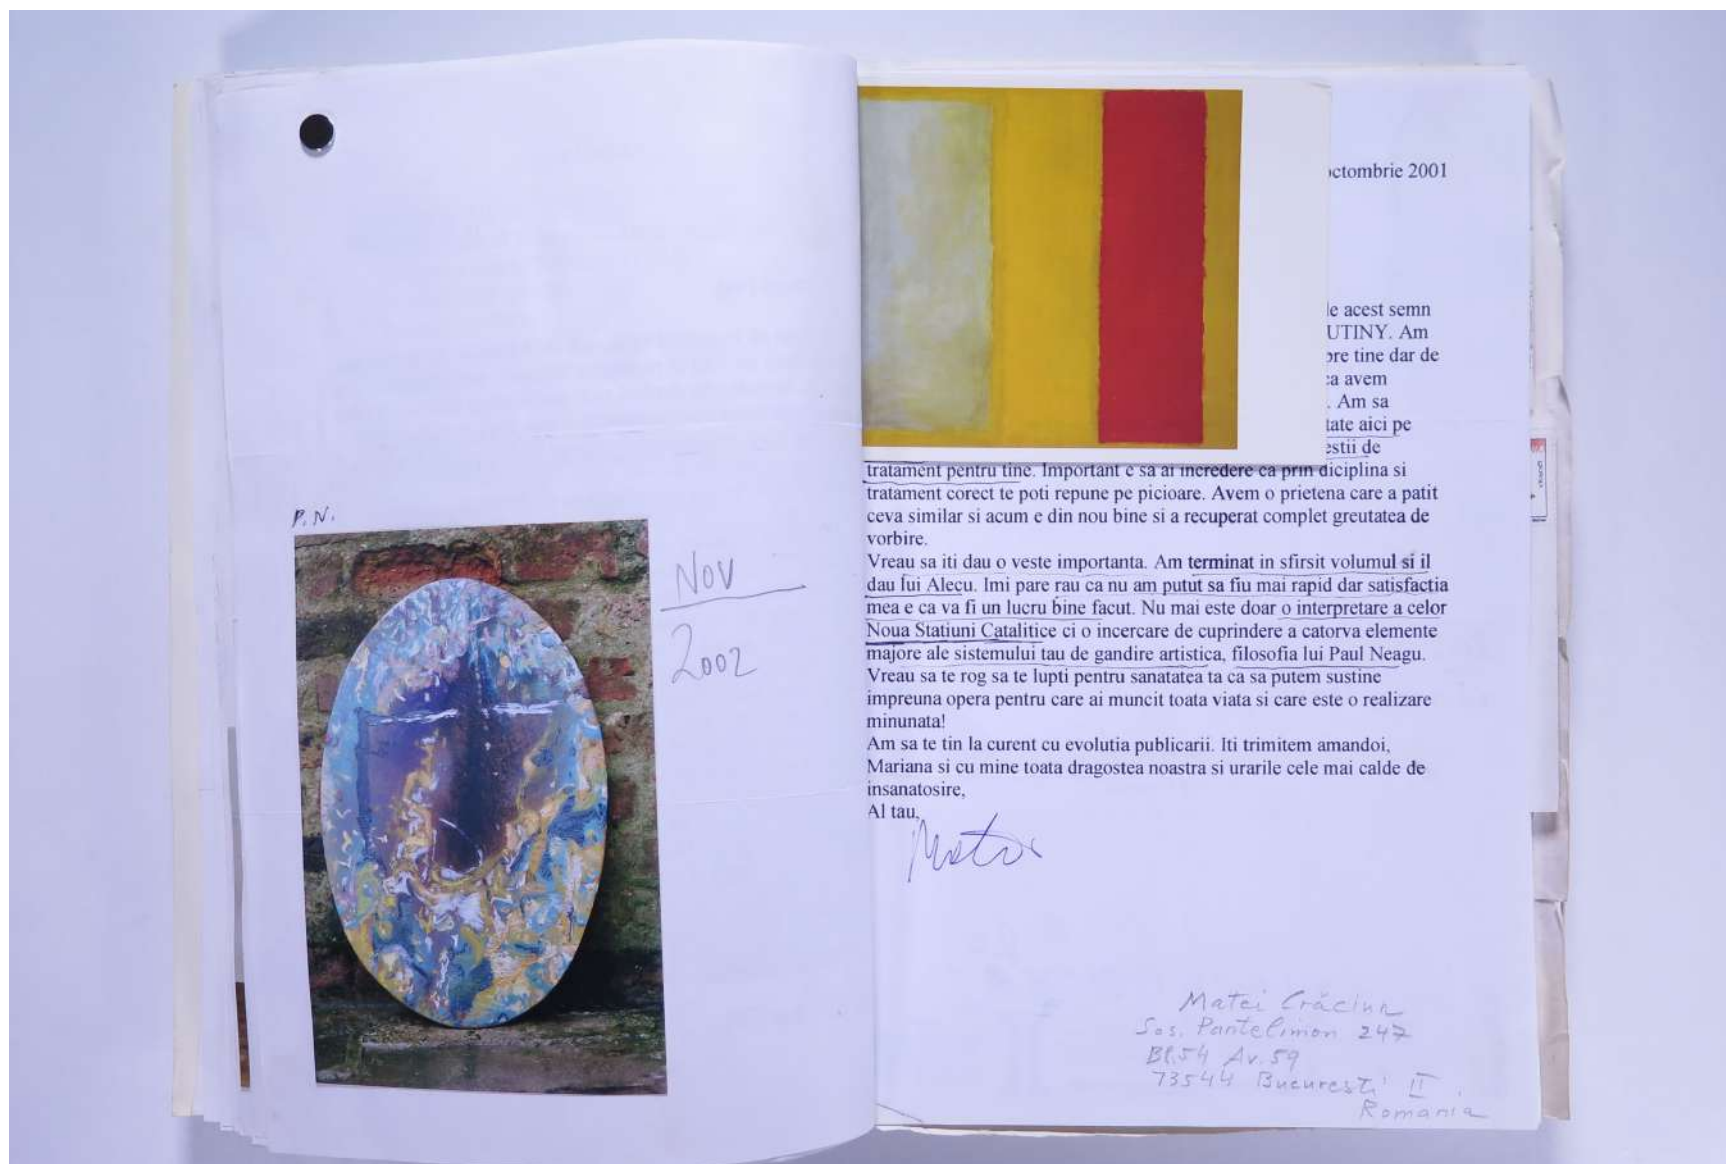 P.N.
Nov
2002
octombrie 2001
acest semn
UTINY. Am
tine dar de
avem
. Am sa
aici pe
de
tratament pentru tine. Important e sa ai incredere ca prin diciplina si
tratament corect te poti repune pe picioare. Avem o prietena care a patit
ceva similar si acum e din nou bine si a recuperat complet greutatea de
vorbire.
Vreau sa iti dau o veste importanta. Am terminat in sfirsit volumul si il
dau lui Alecu. Imi pare rau ca nu am putut sa fiu mai rapid dar satisfactia
mea e ca va fi un lucru bine facut. Nu mai este doar o interpretare a celor
Noua Statiuni Catalitice ci o incercare de cuprindere a catorva elemente
majore ale sistemului tau de gandire artistica, filosofia lui Paul Neagu.
Vreau sa te rog sa te lupti pentru sanatatea ta ca sa putem sustine
impreuna opera pentru care ai muncit toata viata si care este o realizare
minunata!
Am sa te tin la curent cu evolutia publicarii. Iti trimitem amandoi,
Mariana si cu mine toata dragostea noastra si urarile cele mai calde de
insanatosire,
Al tau,
Matei Crăciun
Sos. Pantelimon 247
Bl.54 Av.59
73544 Bucuresti II
Romania